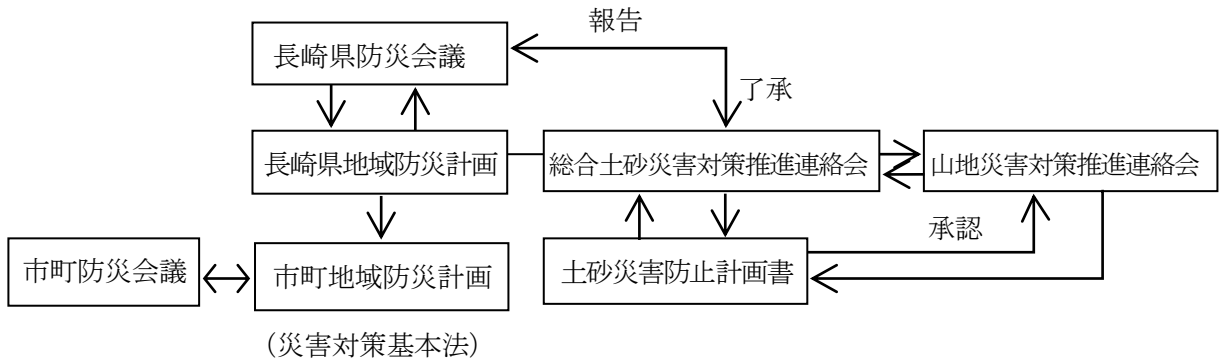 報告
長崎県防災会議
了承
長崎県地域防災計画
総合土砂災害対策推進連絡会
山地災害対策推進連絡会
承認
市町防災会議
市町地域防災計画
土砂災害防止計画書
(災害対策基本法)